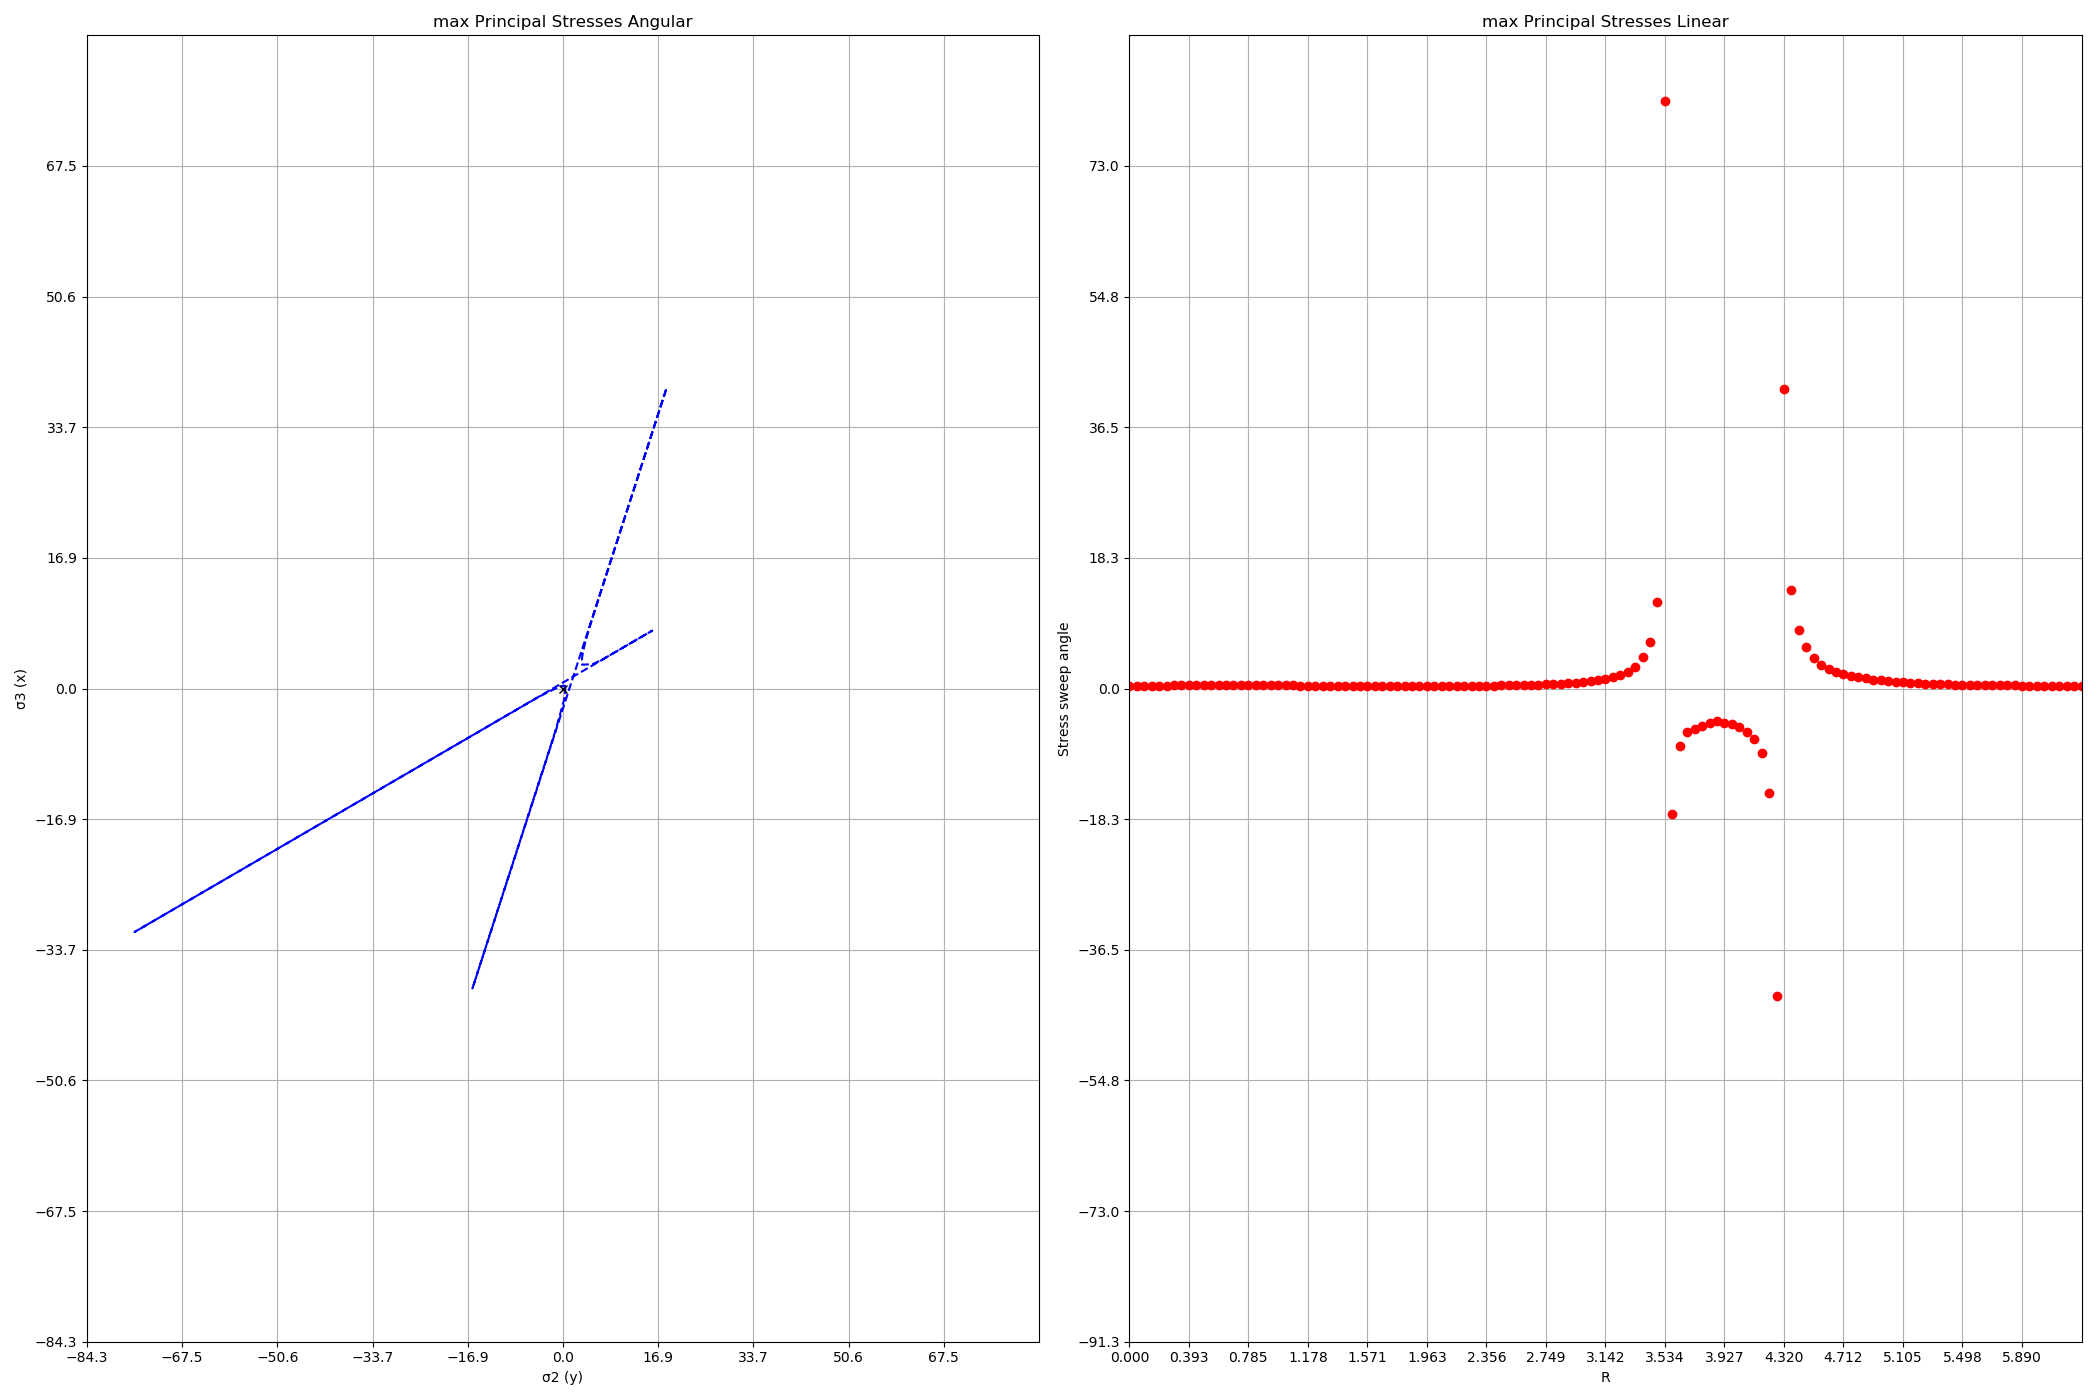 max Principal Stresses Angular
67.5
50.6
33.7
16.9
0.0
−16.9
−33.7
−50.6
−67.5
−84.3
σ3 (x)
−84.3 −67.5 −50.6 −33.7 −16.9 0.0 16.9 33.7 50.6 67.5
σ2 (y)
max Principal Stresses Linear
73.0
54.8
36.5
18.3
0.0
−18.3
−36.5
−54.8
−73.0
−91.3
Stress sweep angle
0.000 0.393 0.785 1.178 1.571 1.963 2.356 2.749 3.142 3.534 3.927 4.320 4.712 5.105 5.498 5.890
R